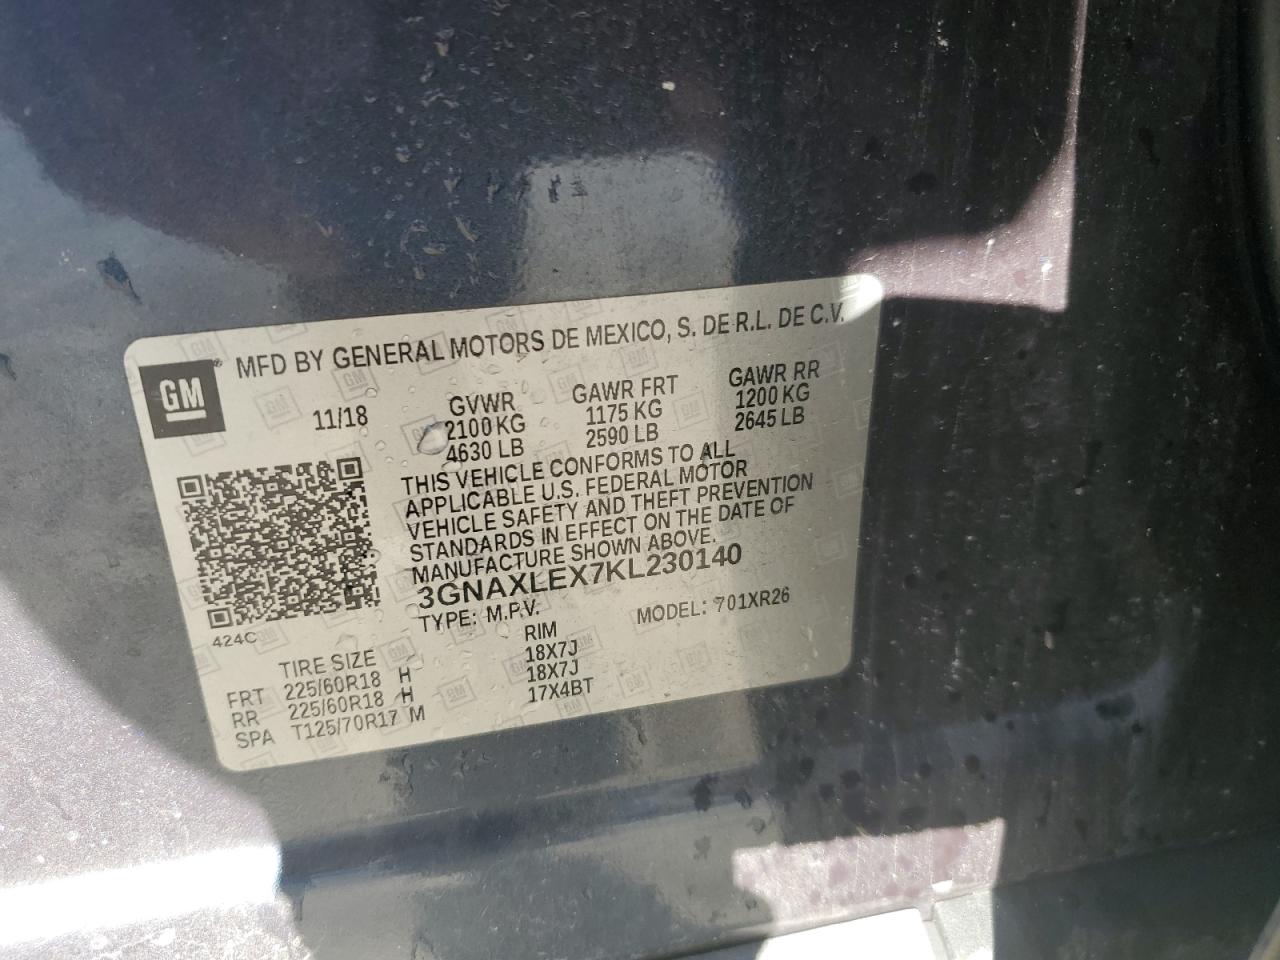 GM ® MFD BY GENERAL MOTORS DE MEXICO, S. DE R.L. DE C.V.
11/18 GVWR GAWR FRT GAWR RR
2100 KG 1175 KG 1200 KG
4630 LB 2590 LB 2645 LB
THIS VEHICLE CONFORMS TO ALL
APPLICABLE U.S. FEDERAL MOTOR
VEHICLE SAFETY AND THEFT PREVENTION
STANDARDS IN EFFECT ON THE DATE OF
MANUFACTURE SHOWN ABOVE.
3GNAXLEX7KL230140
TYPE: M.P.V. MODEL: 701XR26
424C
TIRE SIZE RIM
FRT 225/60R18 H 18X7J
RR 225/60R18 H 18X7J
SPA T125/70R17 M 17X4BT